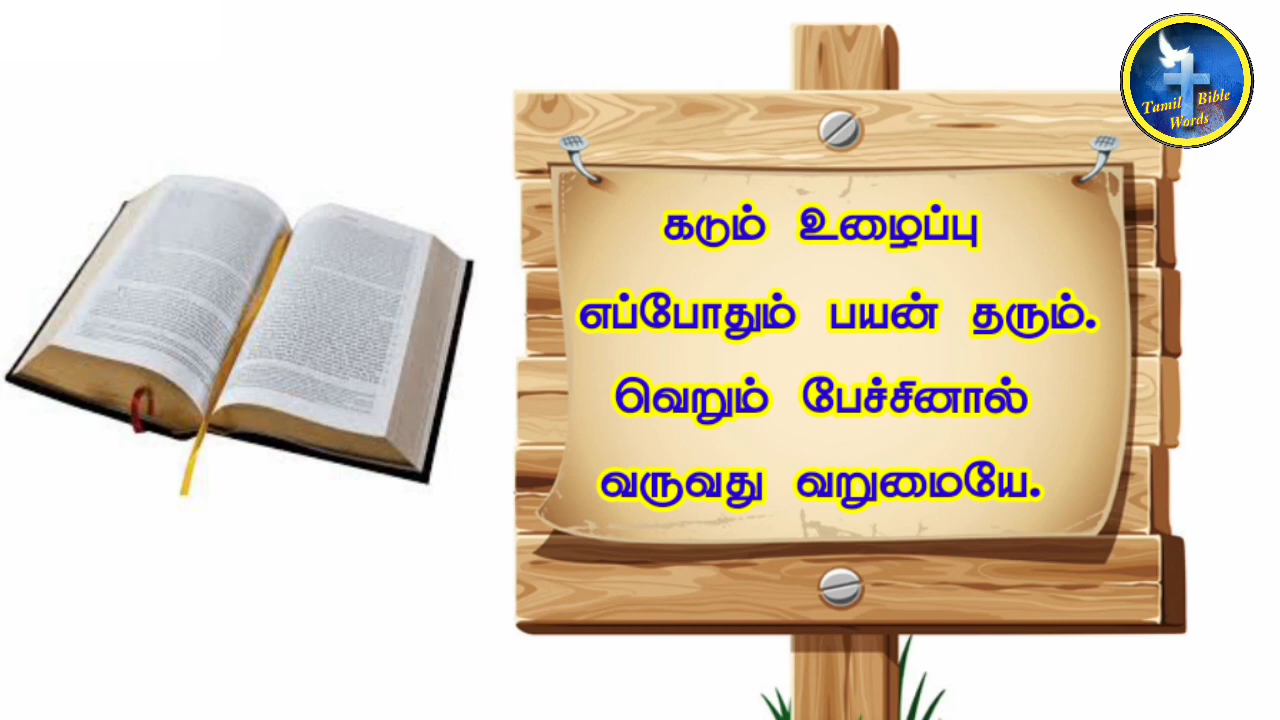 கடும் உழைப்பு
எப்போதும் பயன் தரும்.
வெறும் பேச்சினால்
வருவது வறுமையே.
Tamil Bible
Words